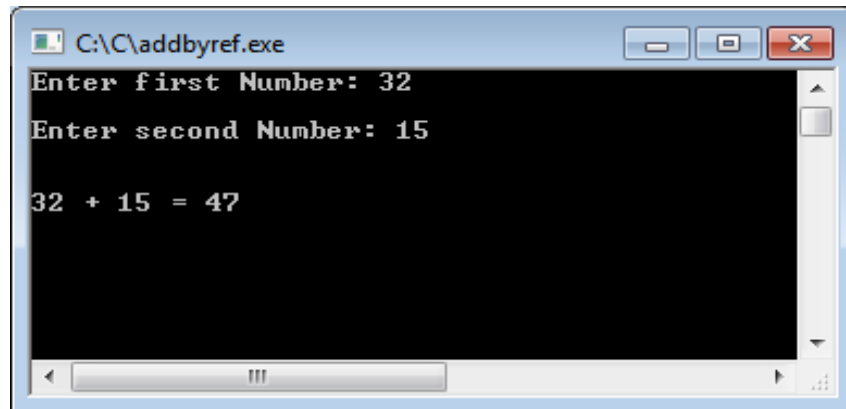 C:\C\addbyref.exe
Enter first Number: 32
Enter second Number: 15
32 + 15 = 47